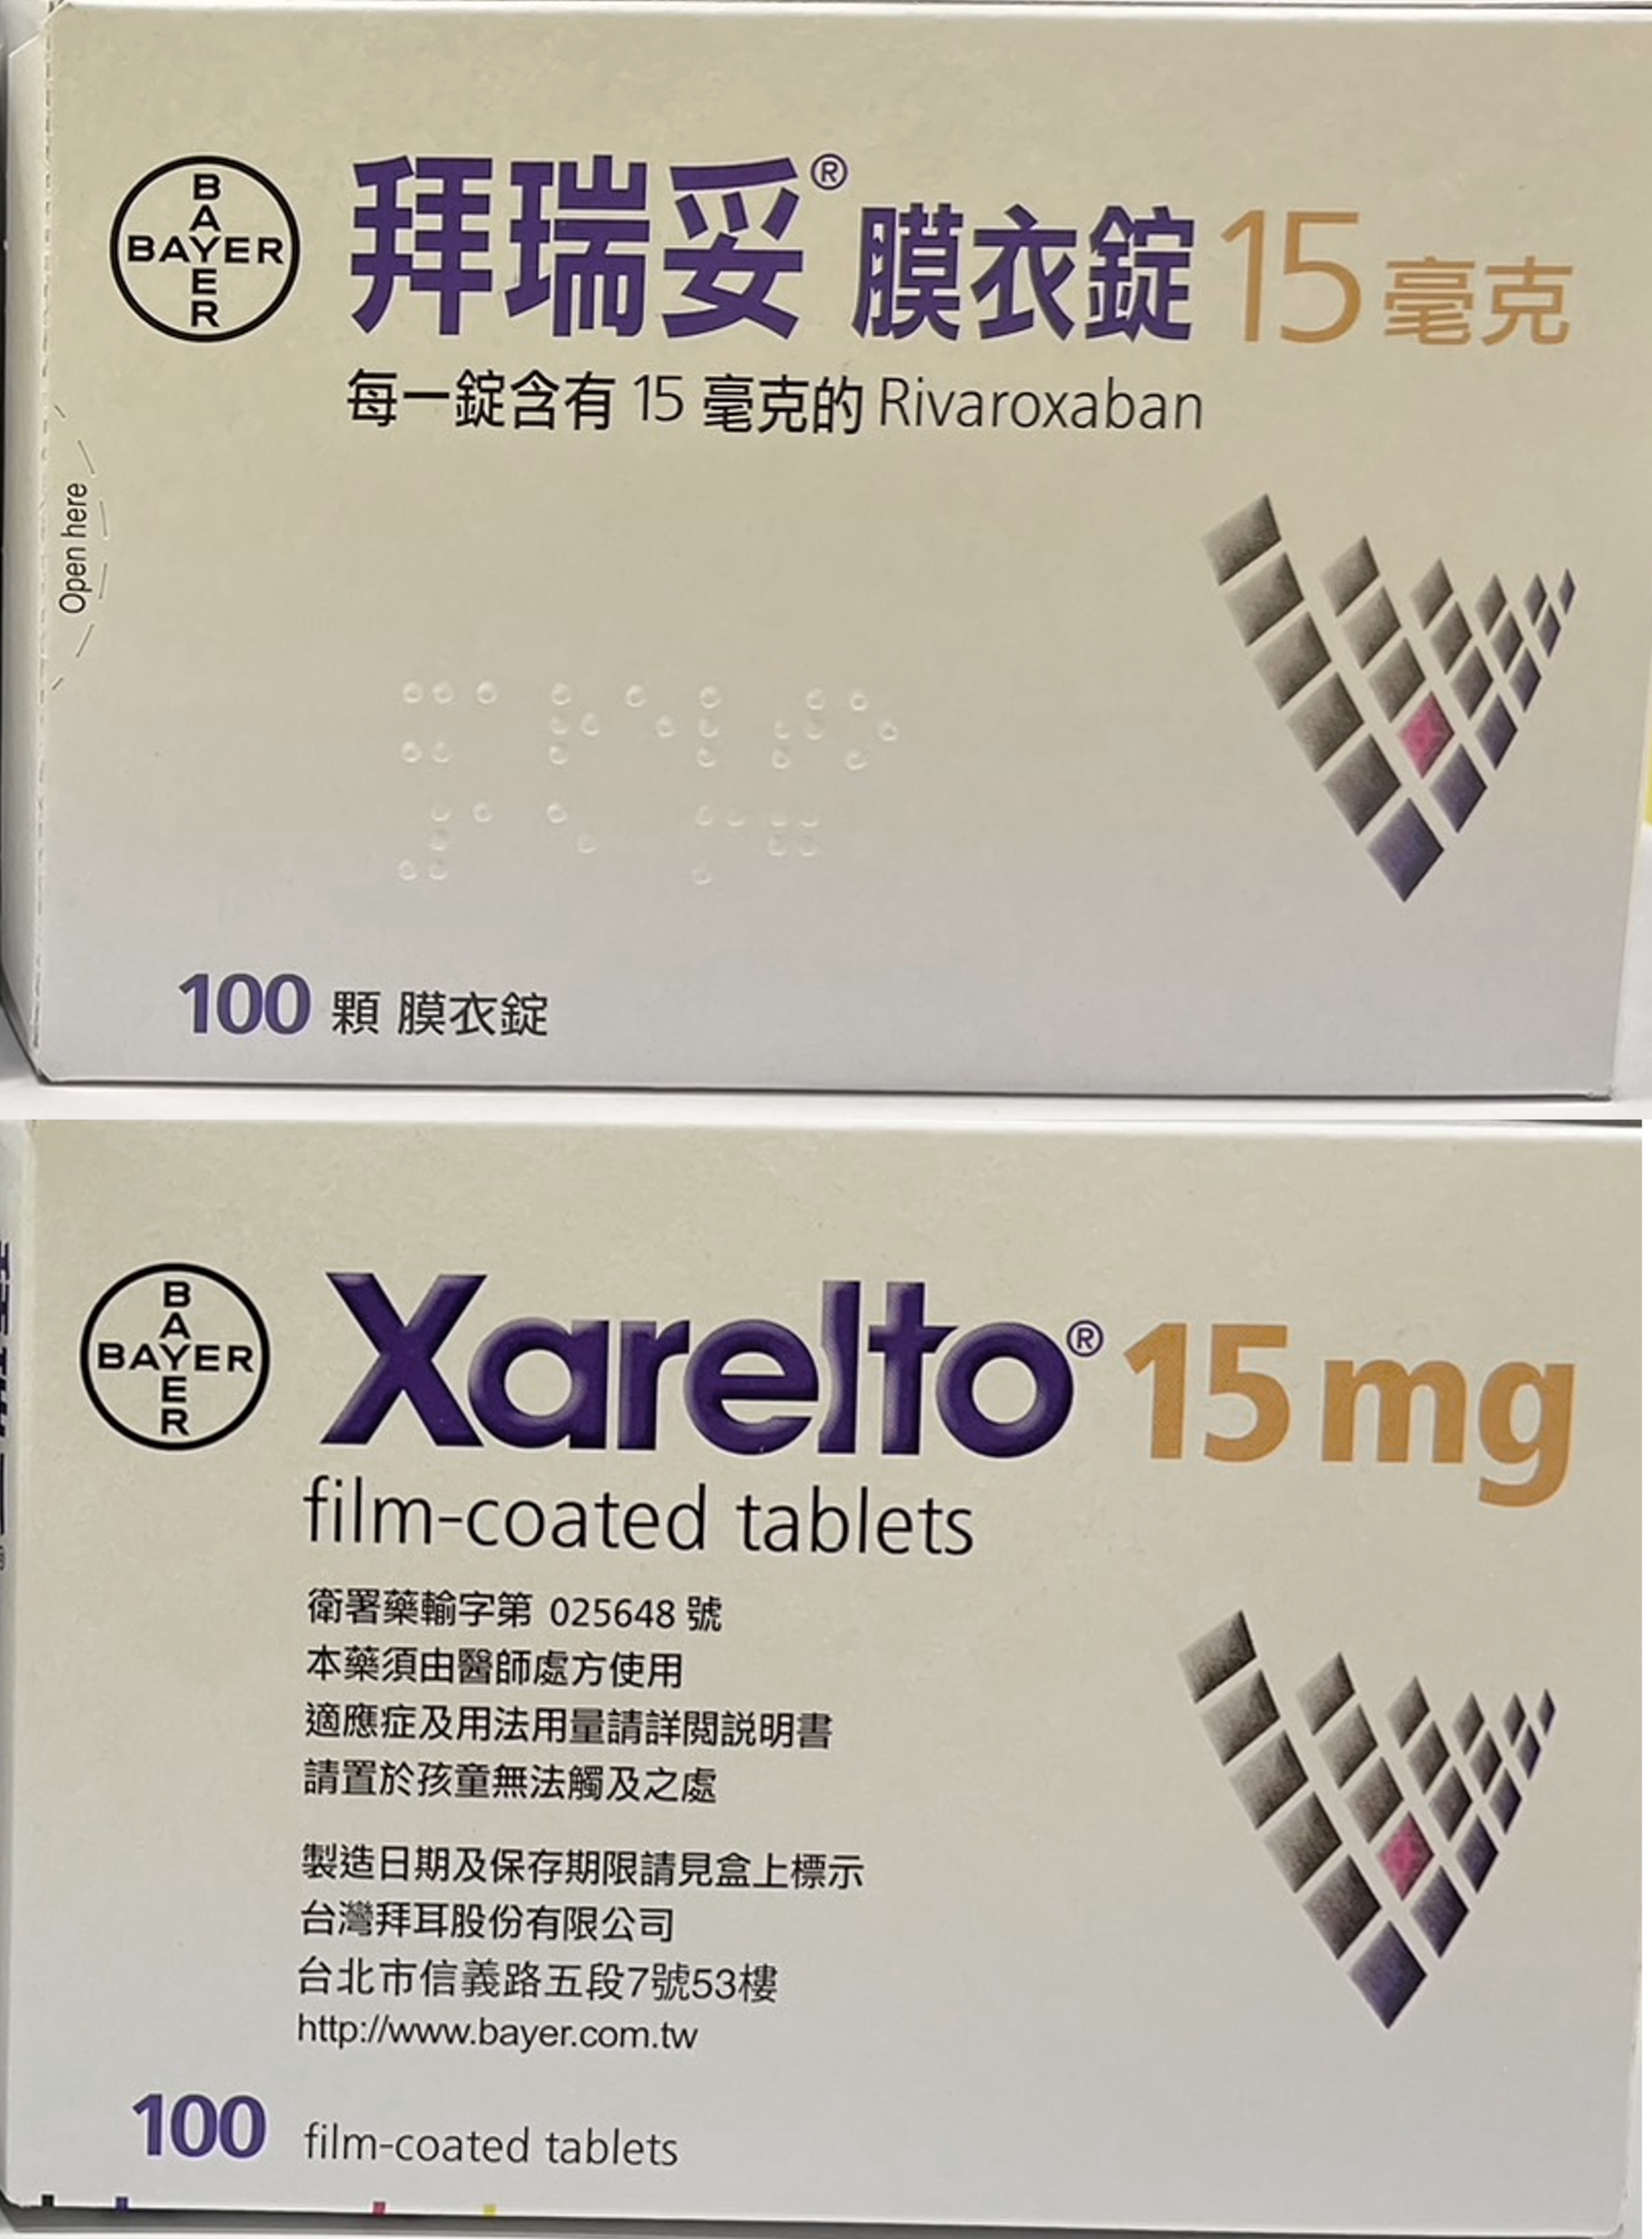 BAYER
BAYER
拜瑞妥® 膜衣錠 15毫克
每一錠含有 15 毫克的 Rivaroxaban
Open here
100 顆 膜衣錠
BAYER
BAYER
Xarelto® 15 mg
film-coated tablets
衛署藥輸字第 025648 號
本藥須由醫師處方使用
適應症及用法用量請詳閱説明書
請置於孩童無法觸及之處
製造日期及保存期限請見盒上標示
台灣拜耳股份有限公司
台北市信義路五段7號53樓
http://www.bayer.com.tw
100 film-coated tablets